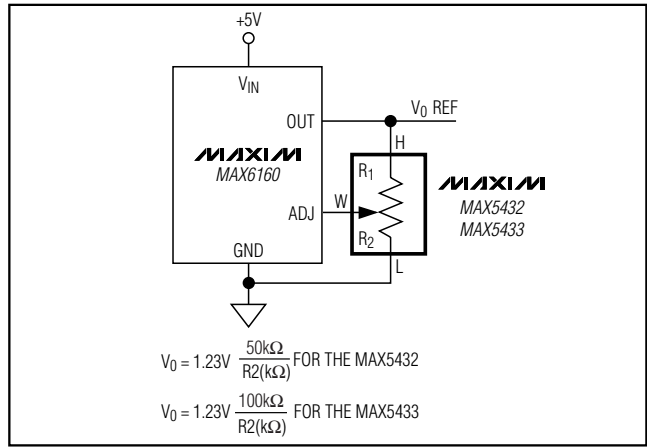 +5V
V_IN
OUT
V_0 REF
H
MAXIM
MAX6160
R_1
MAXIM
MAX5432
MAX5433
ADJ
W
R_2
GND
L
V_0 = 1.23V 50kΩ / R2(kΩ) FOR THE MAX5432
V_0 = 1.23V 100kΩ / R2(kΩ) FOR THE MAX5433